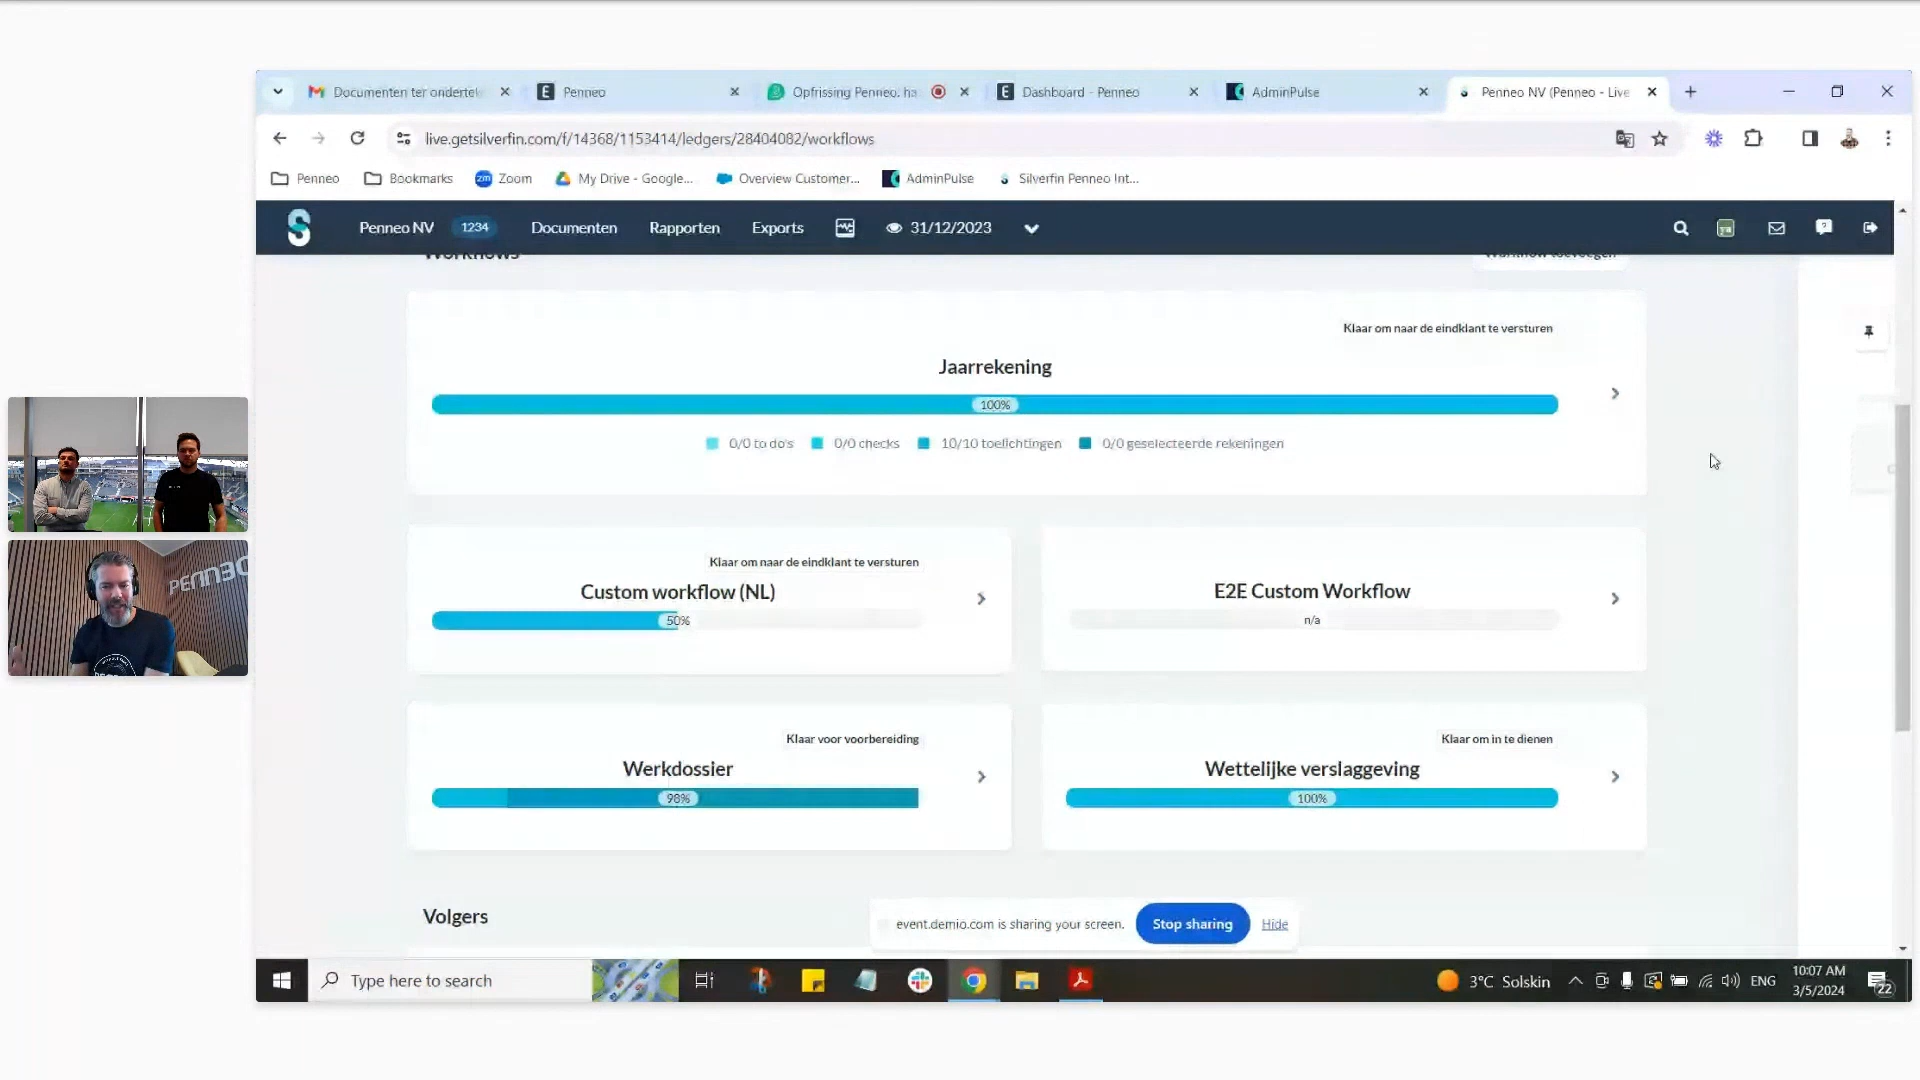 Documenten ter ondertek
Penneo
Opfrissing Penneo. ha
Dashboard - Penneo
AdminPulse
Penneo NV (Penneo - Live
live.getsilverfin.com/f/14368/1153414/ledgers/28404082/workflows
Penneo
Bookmarks
Zoom
My Drive - Google...
Overview Customer...
AdminPulse
Silverfin Penneo Int...
Penneo NV
1234
Documenten
Rapporten
Exports
31/12/2023
Workflows
Workflow toevoegen
Klaar om naar de eindklant te versturen
Jaarrekening
100%
0/0 to do's
0/0 checks
10/10 toelichtingen
0/0 geselecteerde rekeningen
Klaar om naar de eindklant te versturen
Custom workflow (NL)
50%
E2E Custom Workflow
n/a
Klaar voor voorbereiding
Werkdossier
98%
Klaar om in te dienen
Wettelijke verslaggeving
100%
Volgers
event.demio.com is sharing your screen.
Stop sharing
Hide
PENNEO
Type here to search
3°C Solskin
ENG
10:07 AM
3/5/2024
22